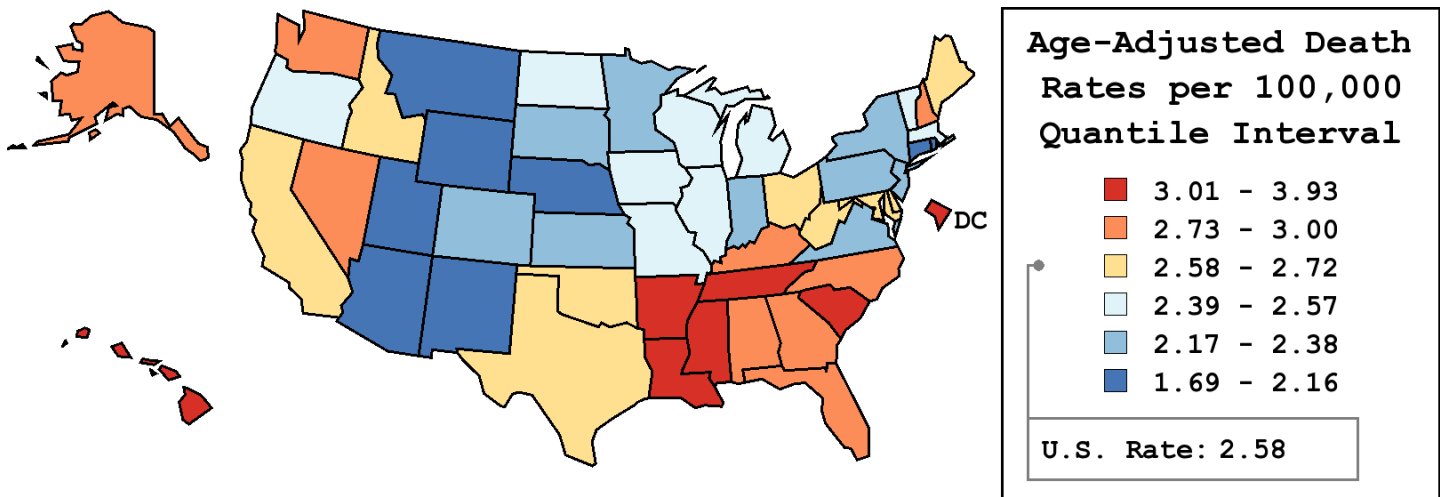 Age-Adjusted Death
Rates per 100,000
Quantile Interval
3.01 - 3.93
2.73 - 3.00
DC
2.58 - 2.72
2.39 - 2.57
2.17 - 2.38
1.69 - 2.16
U.S. Rate: 2.58